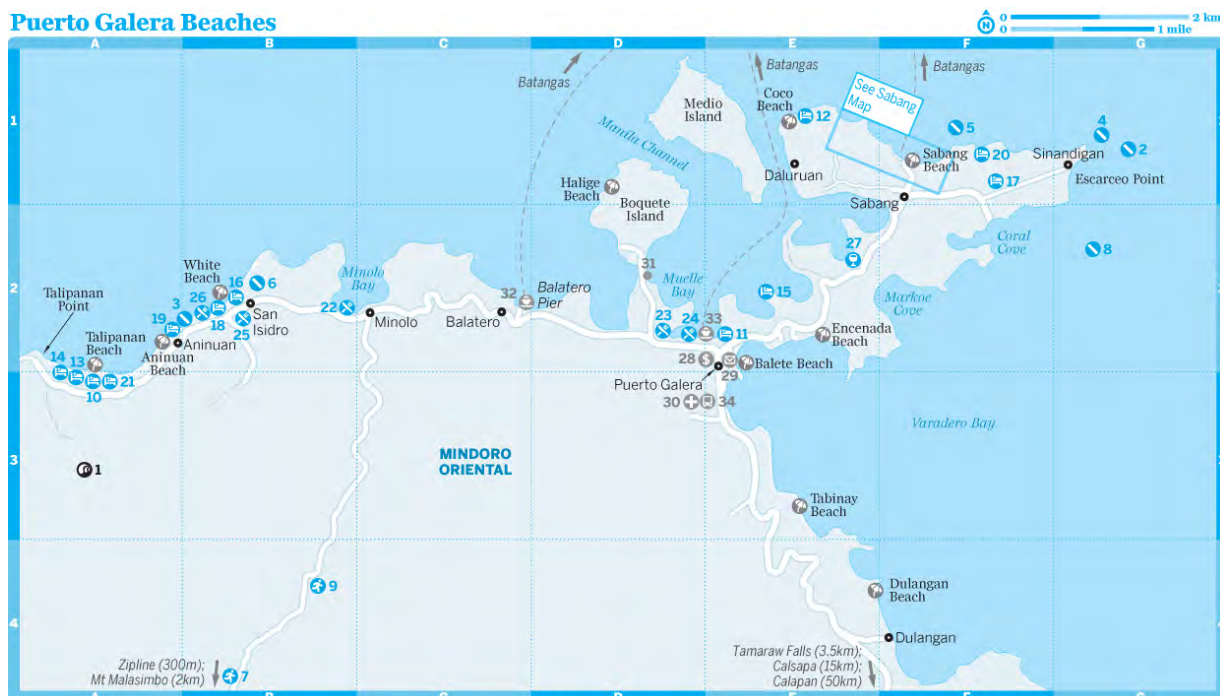 Puerto Galera Beaches
N
0
2 km
0
1 mile
A
B
C
D
E
F
G
1
2
3
4
Batangas
Batangas
Batangas
Medio
Island
Coco
Beach
12
See Sabang
Map
5
4
2
Manila Channel
Sabang
Beach
20
Sinandigan
Daluruan
Halige
Beach
Boquete
Island
17
Escarceo Point
Sabang
White
Beach
16
6
Minolo
Bay
31
Muelle
Bay
27
Coral
Cove
8
Talipanan
Point
3
26
32
Balatero
Pier
15
Markoe
Cove
19
18
25
San
Isidro
22
Minolo
Balatero
23
24
33
11
Encenada
Beach
Talipanan
Beach
Aninuan
Aninuan
Beach
14
13
21
10
28
29
Balete Beach
Puerto Galera
30
34
Varadero Bay
1
MINDORO
ORIENTAL
Tabinay
Beach
9
Dulangan
Beach
Dulangan
Zipline (300m);
Mt Malasimbo (2km)
7
Tamaraw Falls (3.5km);
Calsapa (15km);
Calapan (50km)
A
B
C
D
E
F
G